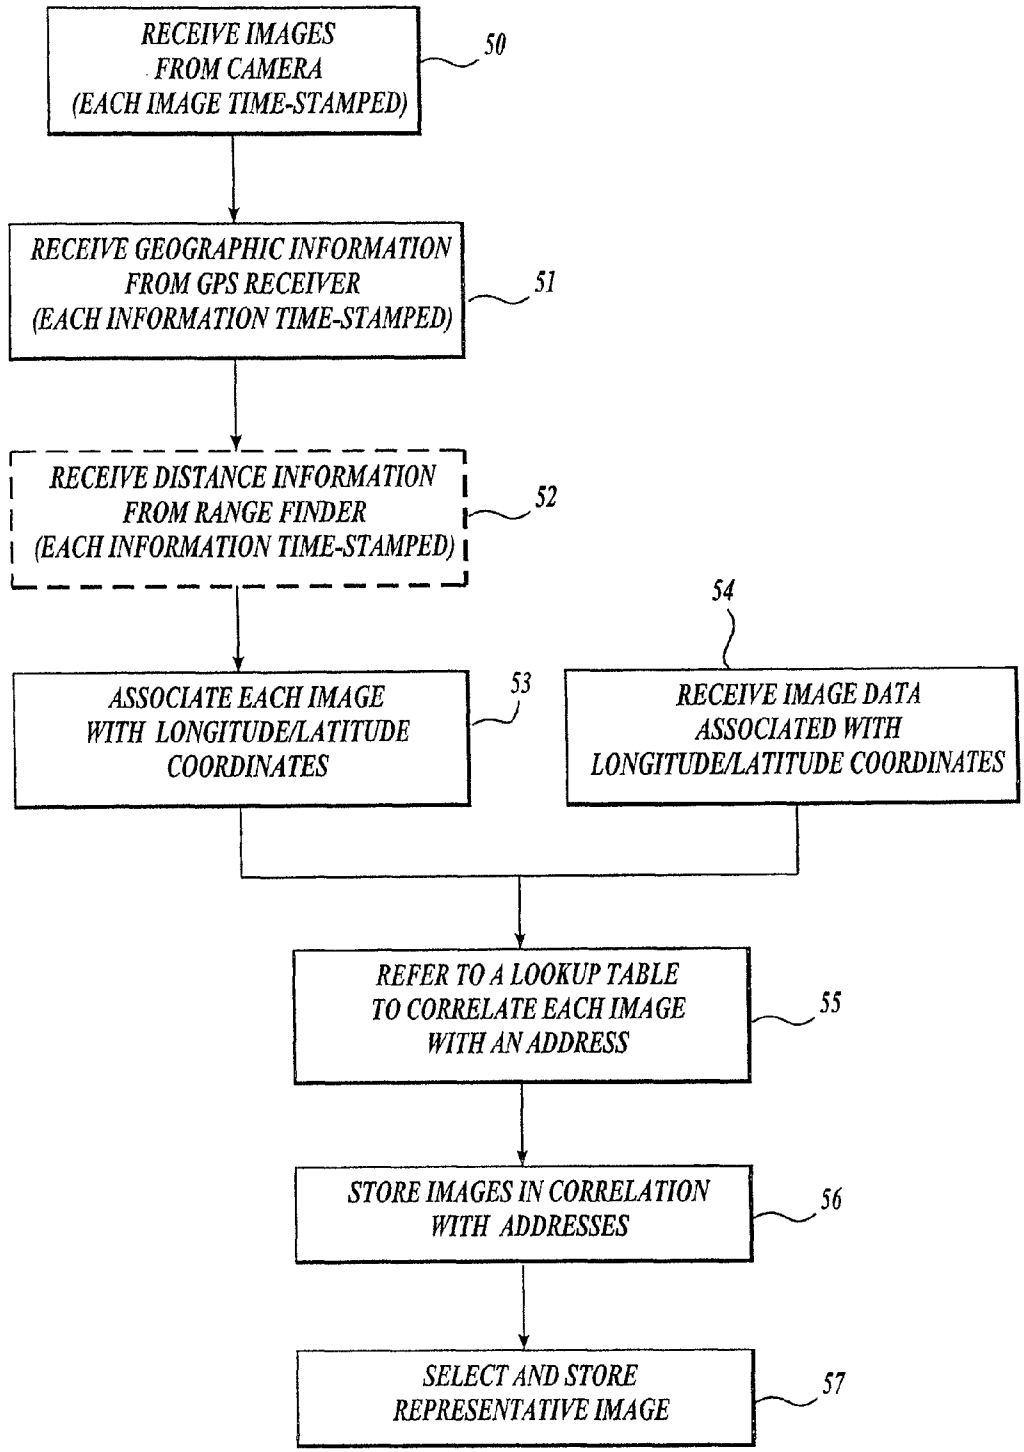 RECEIVE IMAGES
FROM CAMERA
(EACH IMAGE TIME-STAMPED)
50
RECEIVE GEOGRAPHIC INFORMATION
FROM GPS RECEIVER
(EACH INFORMATION TIME-STAMPED)
51
RECEIVE DISTANCE INFORMATION
FROM RANGE FINDER
(EACH INFORMATION TIME-STAMPED)
52
ASSOCIATE EACH IMAGE
WITH LONGITUDE/LATITUDE
COORDINATES
53
54
RECEIVE IMAGE DATA
ASSOCIATED WITH
LONGITUDE/LATITUDE COORDINATES
REFER TO A LOOKUP TABLE
TO CORRELATE EACH IMAGE
WITH AN ADDRESS
55
STORE IMAGES IN CORRELATION
WITH ADDRESSES
56
SELECT AND STORE
REPRESENTATIVE IMAGE
57